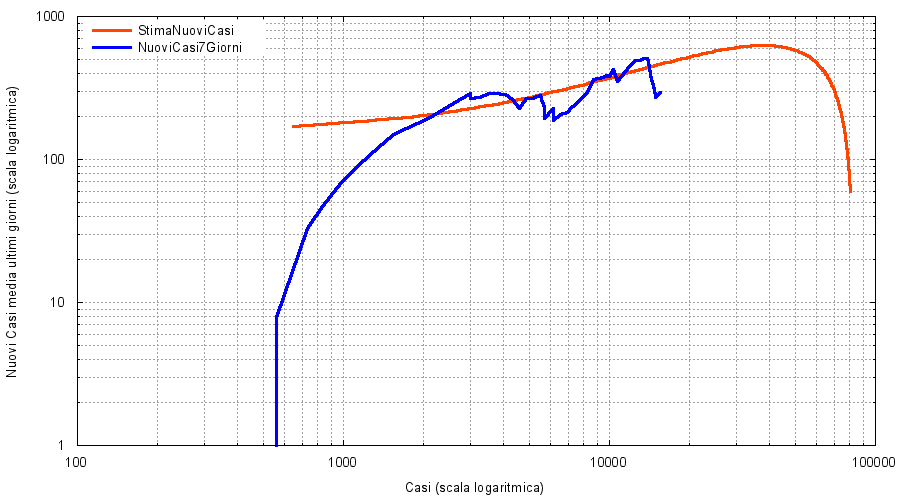 1000
StimaNuoviCasi
NuoviCasi7Giorni
100
10
1
Nuovi Casi media ultimi giorni (scala logaritmica)
100 1000 10000 100000
Casi (scala logaritmica)